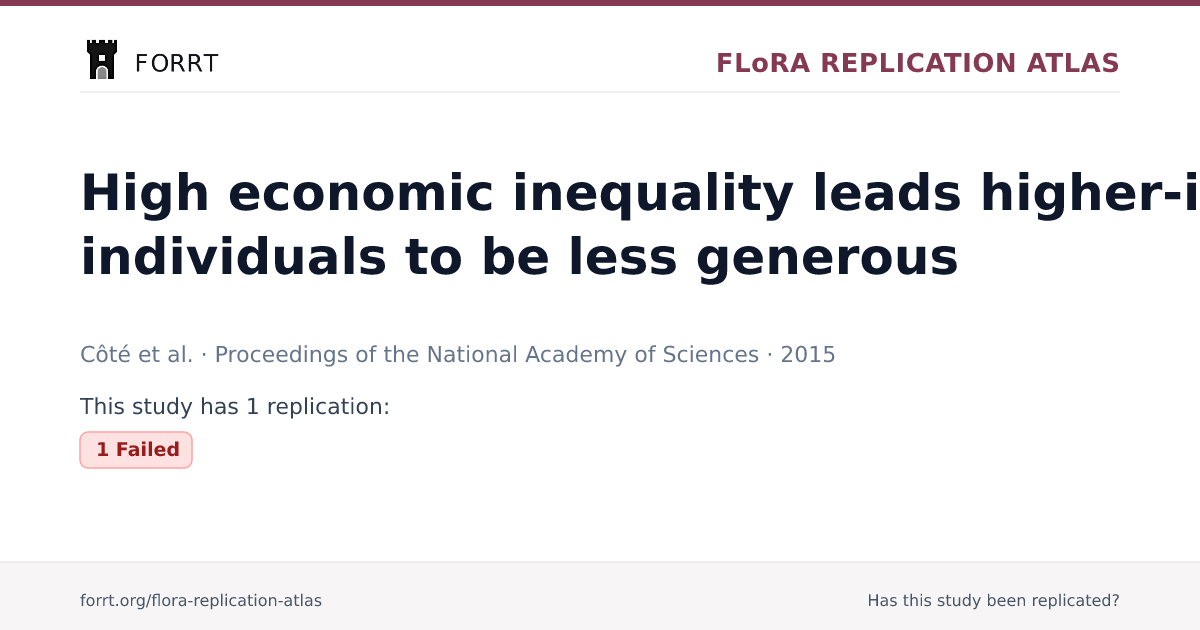 FORRT
FLoRA REPLICATION ATLAS
High economic inequality leads higher-i
individuals to be less generous
Côté et al. · Proceedings of the National Academy of Sciences · 2015
This study has 1 replication:
1 Failed
forrt.org/flora-replication-atlas
Has this study been replicated?